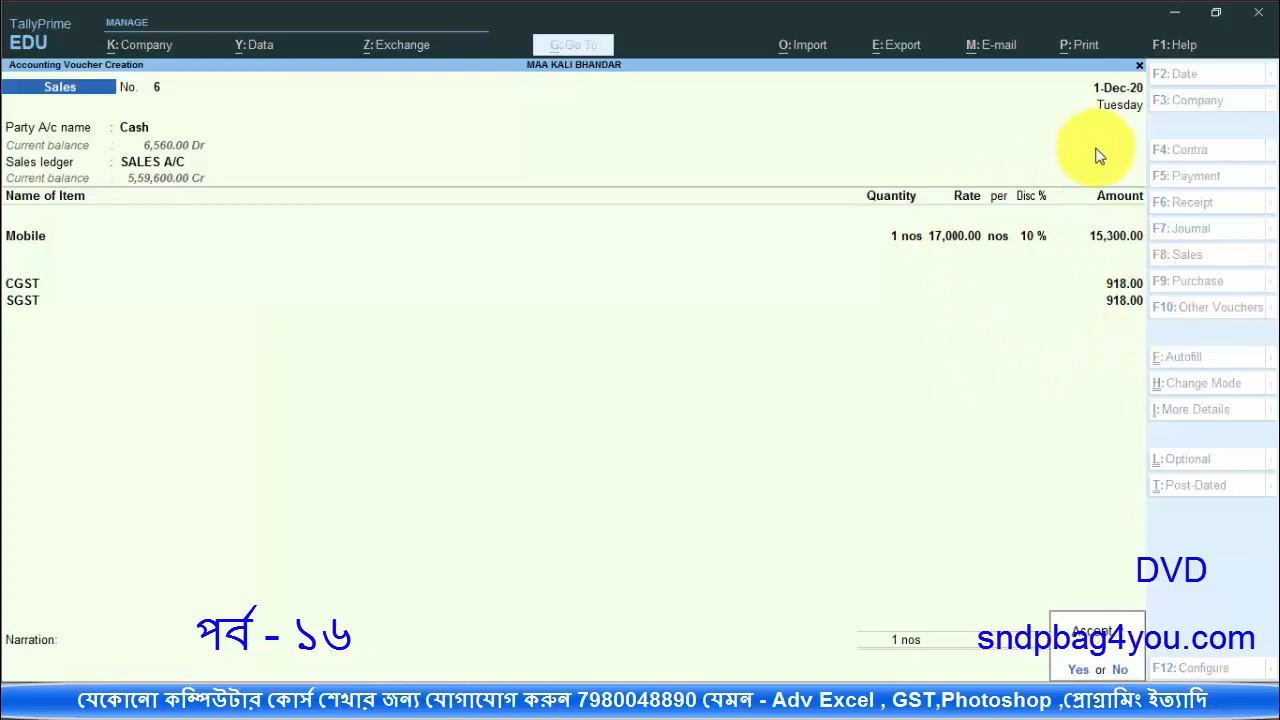 TallyPrime
EDU
MANAGE
K: Company Y: Data Z: Exchange G: Go To O: Import E: Export M: E-mail P: Print F1: Help
Accounting Voucher Creation MAA KALI BHANDAR
Sales No. 6 1-Dec-20
Tuesday
Party A/c name : Cash
Current balance : 6,560.00 Dr
Sales ledger : SALES A/C
Current balance : 5,59,600.00 Cr
Name of Item Quantity Rate per Disc % Amount
Mobile 1 nos 17,000.00 nos 10 % 15,300.00
CGST 918.00
SGST 918.00
F2: Date
F3: Company
F4: Contra
F5: Payment
F6: Receipt
F7: Journal
F8: Sales
F9: Purchase
F10: Other Vouchers
F: Autofill
H: Change Mode
I: More Details
L: Optional
T: Post-Dated
DVD
পর্ব - ১৬
Narration: 1 nos
Accept
sndpbag4you.com
Yes or No
F12: Configure
যেকোনো কম্পিউটার কোর্স শেখার জন্য যোগাযোগ করুন 7980048890 যেমন - Adv Excel , GST,Photoshop ,প্রোগ্রামিং ইত্যাদি